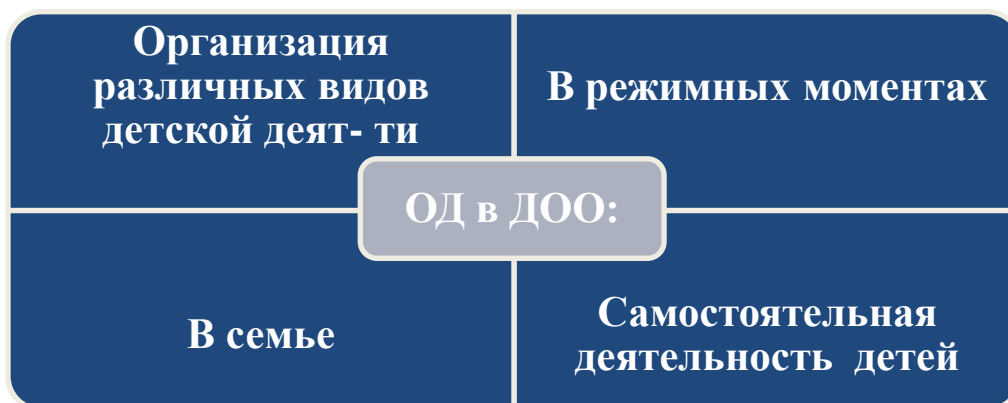 Организация
различных видов
детской деят- ти
В режимных моментах
ОД в ДОО:
В семье
Самостоятельная
деятельность детей